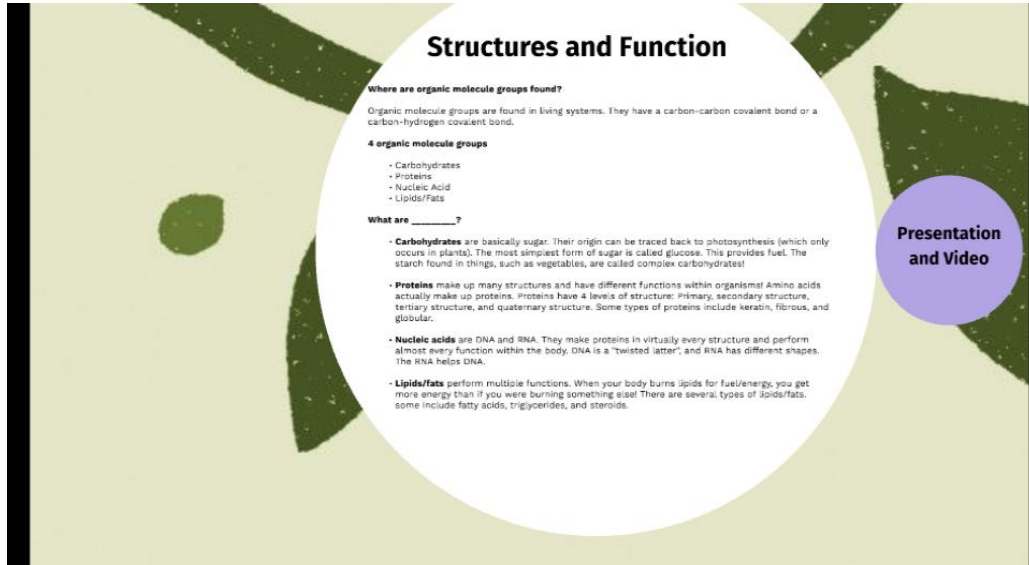 Structures and Function
Where are organic molecule groups found?
Organic molecule groups are found in living systems. They have a carbon-carbon covalent bond or a
carbon-hydrogen covalent bond.
4 organic molecule groups
• Carbohydrates
• Proteins
• Nucleic Acid
• Lipids/Fats
What are ________?
• Carbohydrates are basically sugar. Their origin can be traced back to photosynthesis (which only
occurs in plants). The most simplest form of sugar is called glucose. This provides fuel. The
starch found in things, such as vegetables, are called complex carbohydrates!
• Proteins make up many structures and have different functions within organisms! Amino acids
actually make up proteins. Proteins have 4 levels of structure: Primary, secondary structure,
tertiary structure, and quaternary structure. Some types of proteins include keratin, fibrous, and
globular.
• Nucleic acids are DNA and RNA. They make proteins in virtually every structure and perform
almost every function within the body. DNA is a "twisted latter", and RNA has different shapes.
The RNA helps DNA.
• Lipids/fats perform multiple functions. When your body burns lipids for fuel/energy, you get
more energy than if you were burning something else! There are several types of lipids/fats.
some include fatty acids, triglycerides, and steroids.
Presentation
and Video